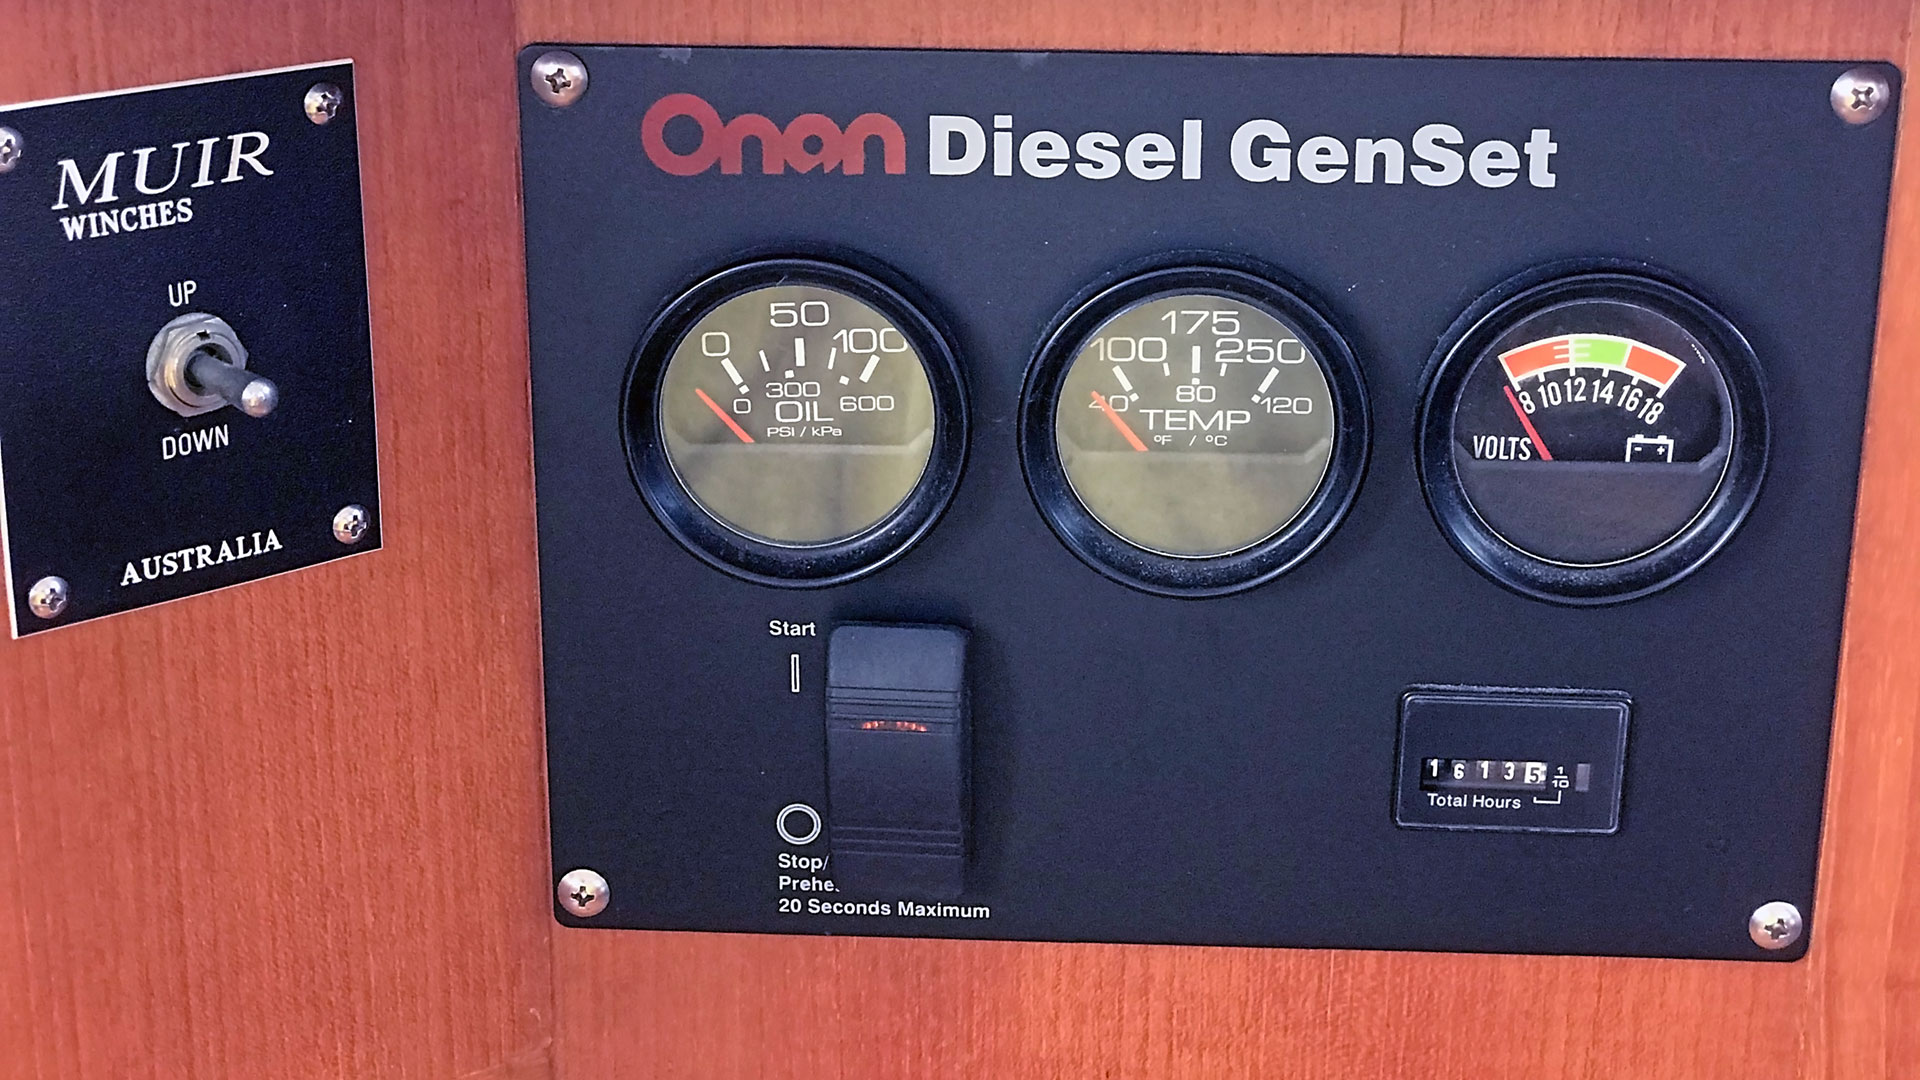 MUIR
WINCHES
UP
DOWN
AUSTRALIA
Onan Diesel GenSet
0 50 100
0 300 600
OIL
PSI / kPa
100 175 250
40 80 120
TEMP
°F / °C
8 10 12 14 16 18
VOLTS
- +
Start
Stop/
20 Seconds Maximum
1 6 1 3 5 1/10
Total Hours